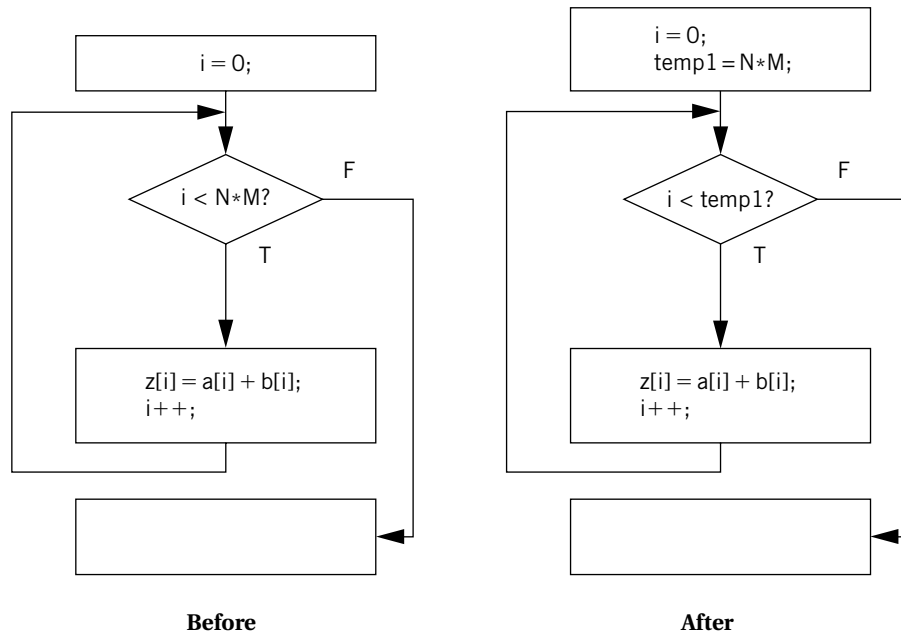 i = 0;
i < N*M?
F
T
z[i] = a[i] + b[i];
i++;
Before
i = 0;
temp1 = N*M;
i < temp1?
F
T
z[i] = a[i] + b[i];
i++;
After